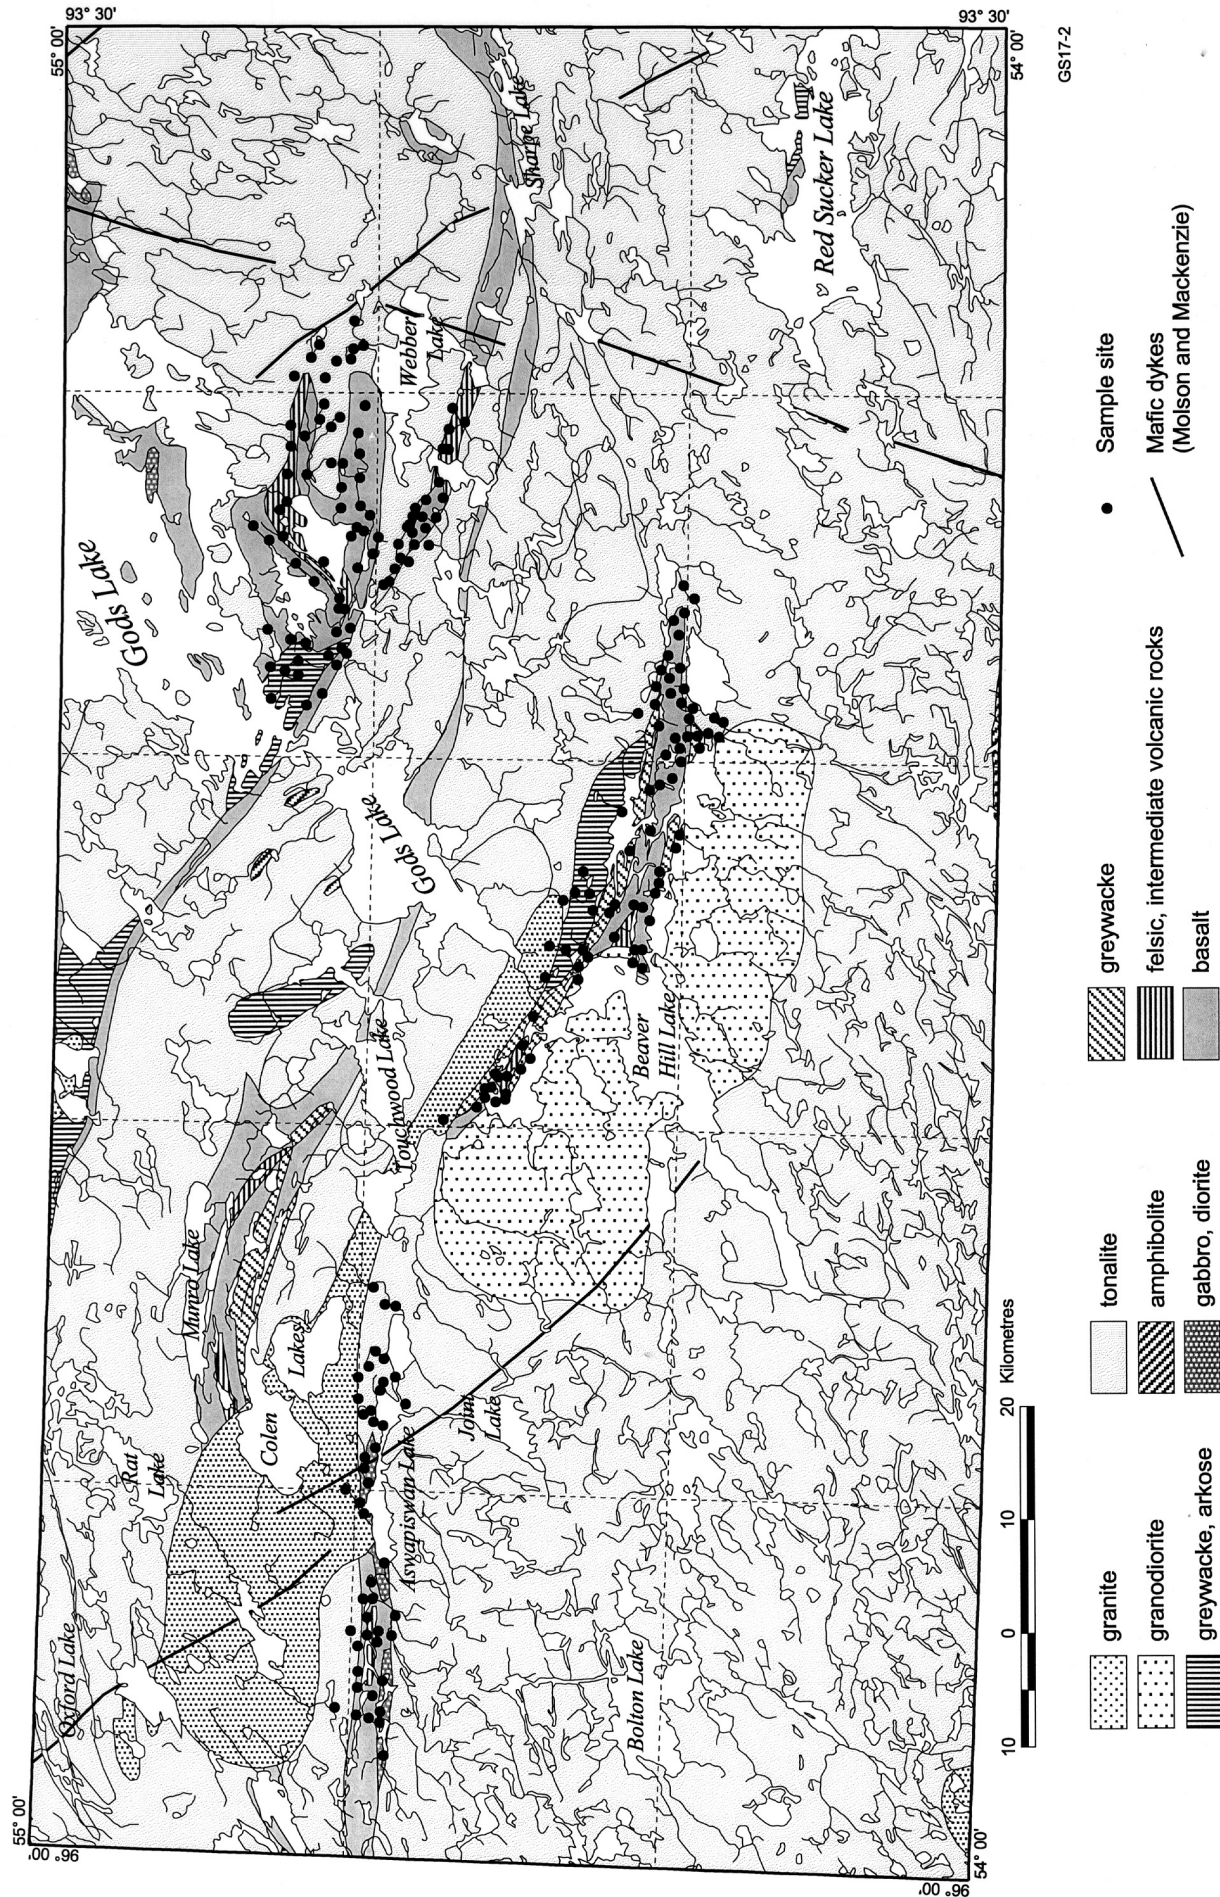 93° 30'
55° 00'
93° 30'
54° 00'
GS17-2
Sharpe Lake
Red Sucker Lake
Webber
Lake
Gods Lake
Gods Lake
Touchwood Lake
Beaver
Hill Lake
Munro Lake
Colen
Lakes
Rat
Lake
Joint
Lake
Aswapiswan Lake
Oxford Lake
Bolton Lake
55° 00'
96° 00'
54° 00'
96° 00'
10 0 10 20 Kilometres
granite
granodiorite
greywacke, arkose
tonalite
amphibolite
gabbro, diorite
greywacke
felsic, intermediate volcanic rocks
basalt
Sample site
Mafic dykes
(Molson and Mackenzie)